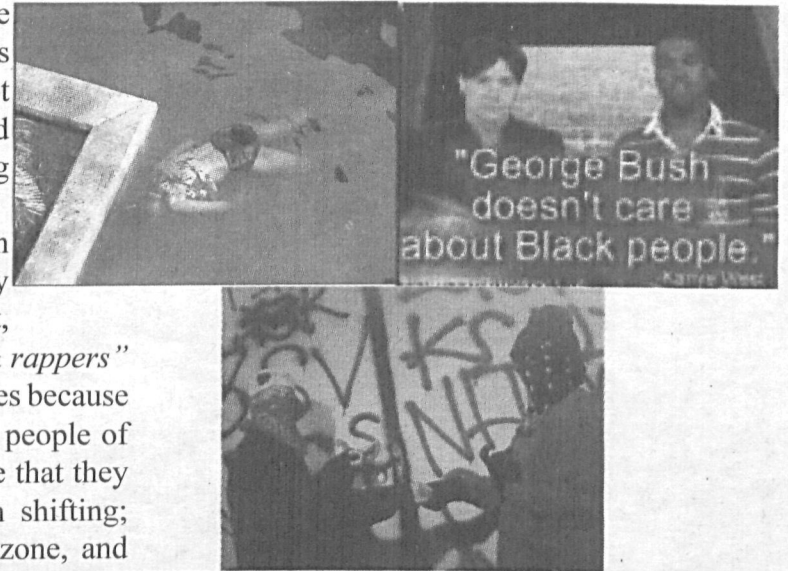 e
s
t
d
g
n
y
,
rappers”
es because
people of
e that they
n shifting;
zone, and
"George Bush
doesn't care
about Black people."
Kanye West
KS